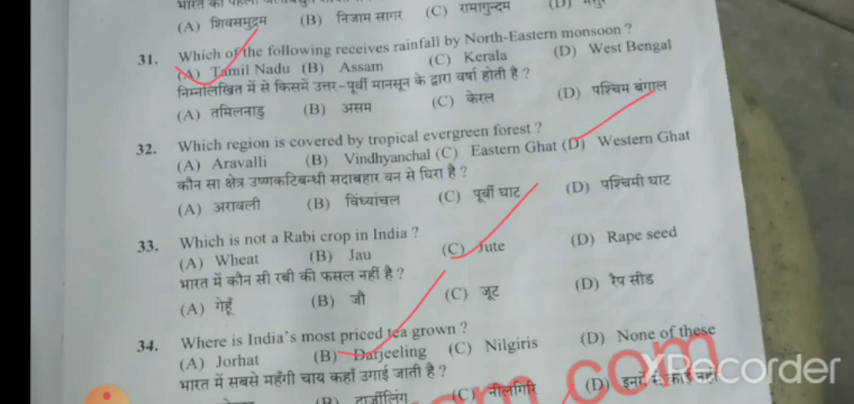 (A) शिवसमुद्रम (B) निजाम सागर (C) रामागुन्दम (D)
31. Which of the following receives rainfall by North-Eastern monsoon ?
(A) Tamil Nadu (B) Assam (C) Kerala (D) West Bengal
निम्नलिखित में से किसमें उत्तर-पूर्वी मानसून के द्वारा वर्षा होती है ?
(A) तमिलनाडु (B) असम (C) केरल (D) पश्चिम बंगाल
32. Which region is covered by tropical evergreen forest ?
(A) Aravalli (B) Vindhyanchal (C) Eastern Ghat (D) Western Ghat
कौन सा क्षेत्र उष्णकटिबन्धी सदाबहार वन से घिरा है ?
(A) अरावली (B) विंध्यांचल (C) पूर्वी घाट (D) पश्चिमी घाट
33. Which is not a Rabi crop in India ?
(A) Wheat (B) Jau (C) Jute (D) Rape seed
भारत में कौन सी रबी की फसल नहीं है ?
(A) गेहूँ (B) जौ (C) जूट (D) रैप सीड
34. Where is India's most priced tea grown ?
(A) Jorhat (B) Darjeeling (C) Nilgiris (D) None of these
भारत में सबसे महँगी चाय कहाँ उगाई जाती है ?
(B) दार्जीलिंग (C) नीलगिरि (D) इनमें से कोई नहीं
com
XRecorder